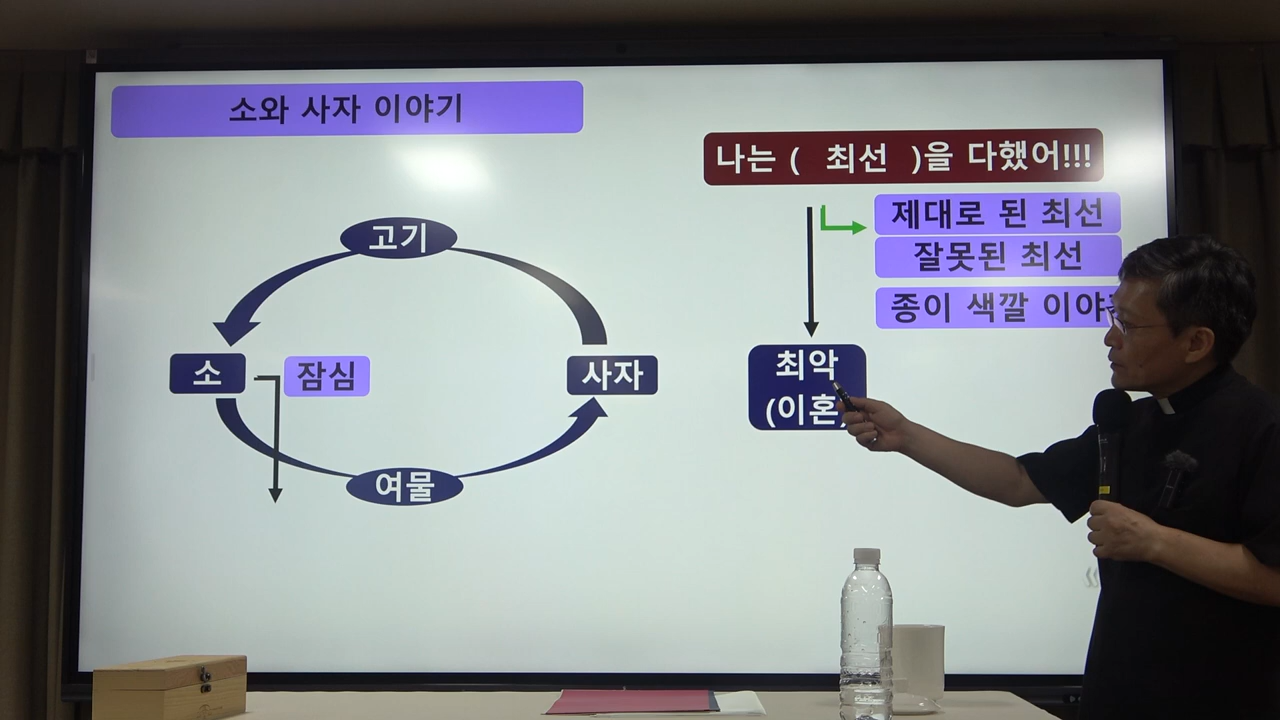 소와 사자 이야기
나는 ( 최선 )을 다했어!!!
제대로 된 최선
잘못된 최선
종이 색깔 이야
고기
소
잠심
사자
여물
최악
(이혼)